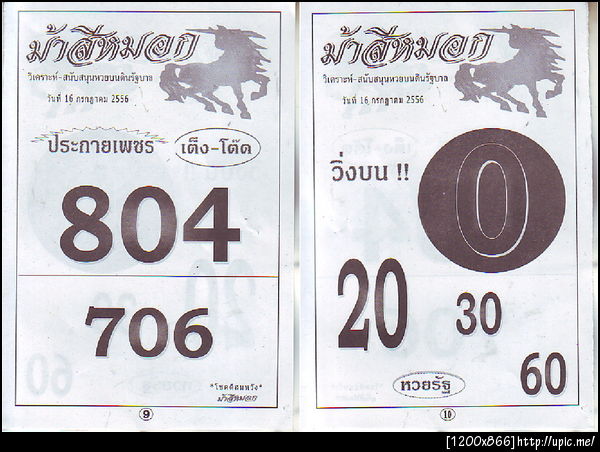 ม้าสีหมอก
วิเคราะห์-สนับสนุนหวยบนดินรัฐบาล
วันที่ 16 กรกฎาคม 2556
ประกายเพชร
เต็ง-โต๊ด
804
706
*โชคดีสมหวัง*
ม้าสีหมอก
9
ม้าสีหมอก
วิเคราะห์-สนับสนุนหวยบนดินรัฐบาล
วันที่ 16 กรกฎาคม 2556
วิ่งบน !!
0
20
30
60
หวยรัฐ
10
[1200x866]http://upic.me/